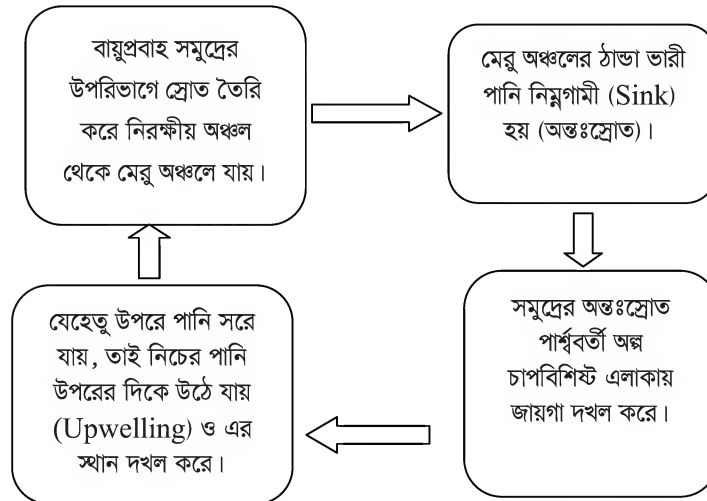 বায়ুপ্রবাহ সমুদ্রের
উপরিভাগে স্রোত তৈরি
করে নিরক্ষীয় অঞ্চল
থেকে মেরু অঞ্চলে যায়।
মেরু অঞ্চলের ঠান্ডা ভারী
পানি নিম্নগামী (Sink)
হয় (অন্তঃস্রোত)।
সমুদ্রের অন্তঃস্রোত
পার্শ্ববর্তী অল্প
চাপবিশিষ্ট এলাকায়
জায়গা দখল করে।
যেহেতু উপরে পানি সরে
যায়, তাই নিচের পানি
উপরের দিকে উঠে যায়
(Upwelling) ও এর
স্থান দখল করে।